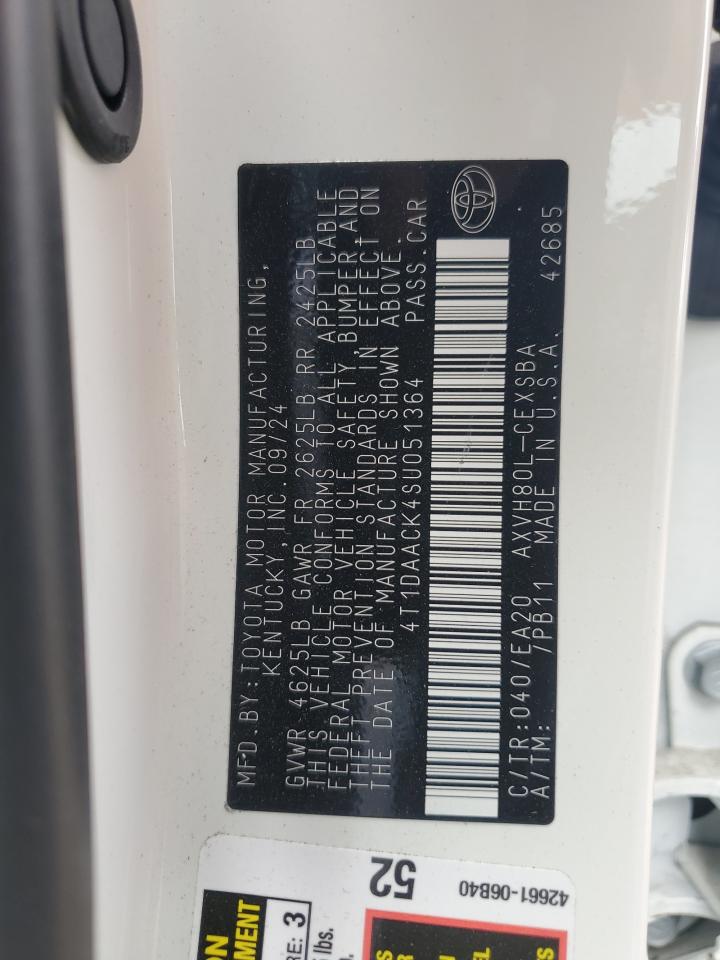 MFD.BY:TOYOTA MOTOR MANUFACTURING,
KENTUCKY, INC.09/24
GVWR 4625LB GAWR FR 2625LB RR 2425LB
THIS VEHICLE CONFORMS TO ALL APPLICABLE
FEDERAL MOTOR VEHICLE SAFETY,BUMPER,AND
THEFT PREVENTION STANDARDS IN EFFECT ON
THE DATE OF MANUFACTURE SHOWN ABOVE.
4T1DAACK4SU051364 PASS.CAR
C/TR:040/EA20 AXVH80L-CEXSBA
A/TM: /PB11 MADE IN U.S.A. 42685
52
42661-06B40
3
lbs.